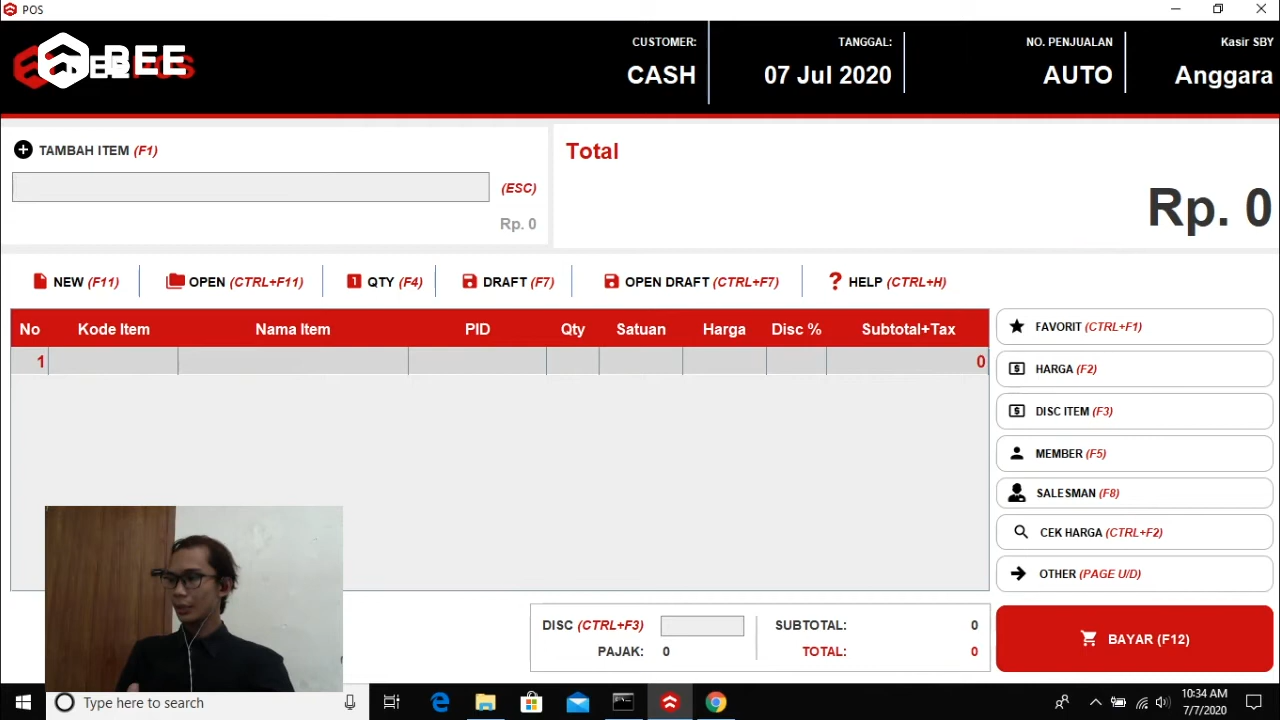 POS
BEE
CUSTOMER:
CASH
TANGGAL:
07 Jul 2020
NO. PENJUALAN
AUTO
Kasir SBY
Anggara
TAMBAH ITEM (F1)
(ESC)
Rp. 0
Total
Rp. 0
NEW (F11)
OPEN (CTRL+F11)
1 QTY (F4)
DRAFT (F7)
OPEN DRAFT (CTRL+F7)
? HELP (CTRL+H)
No Kode Item Nama Item PID Qty Satuan Harga Disc % Subtotal+Tax
1 0
FAVORIT (CTRL+F1)
$ HARGA (F2)
$ DISC ITEM (F3)
MEMBER (F5)
SALESMAN (F8)
CEK HARGA (CTRL+F2)
OTHER (PAGE U/D)
DISC (CTRL+F3)
PAJAK: 0
SUBTOTAL: 0
TOTAL: 0
BAYAR (F12)
Type here to search
10:34 AM
7/7/2020